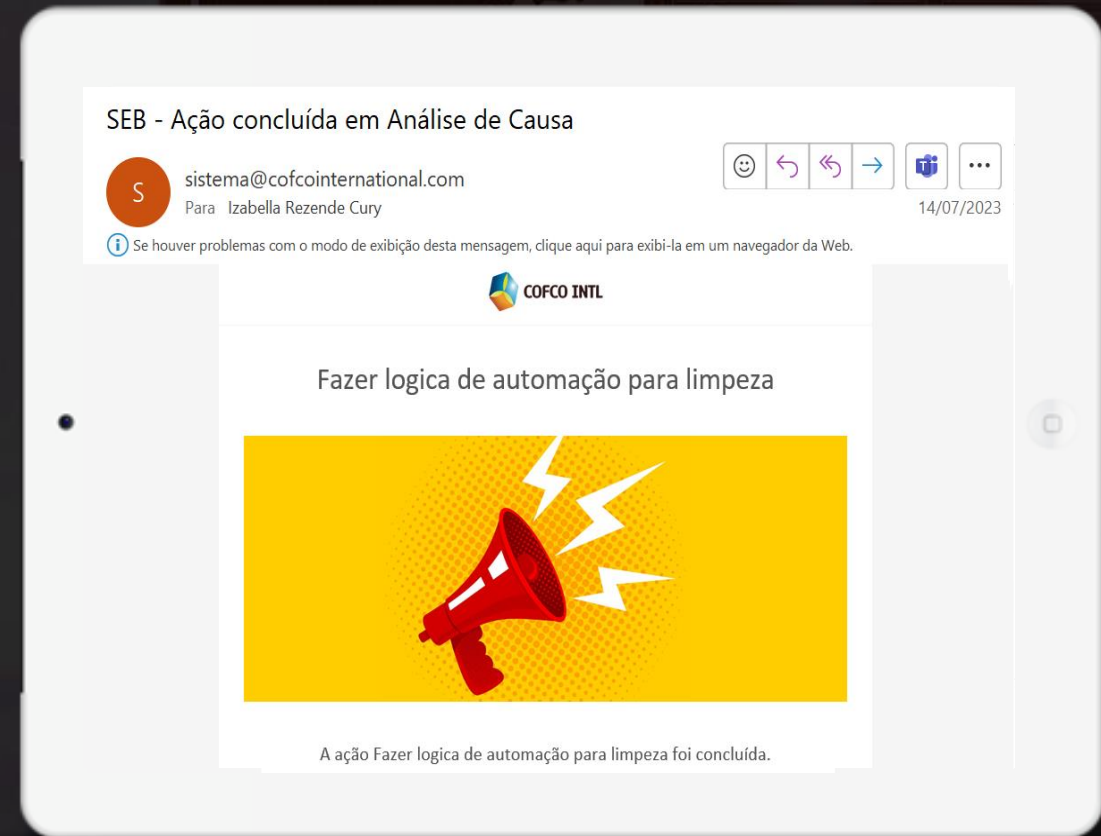 SEB - Ação concluída em Análise de Causa
S
sistema@cofcointernational.com
Para Izabella Rezende Cury
14/07/2023
Se houver problemas com o modo de exibição desta mensagem, clique aqui para exibi-la em um navegador da Web.
COFCO INTL
Fazer logica de automação para limpeza
A ação Fazer logica de automação para limpeza foi concluída.